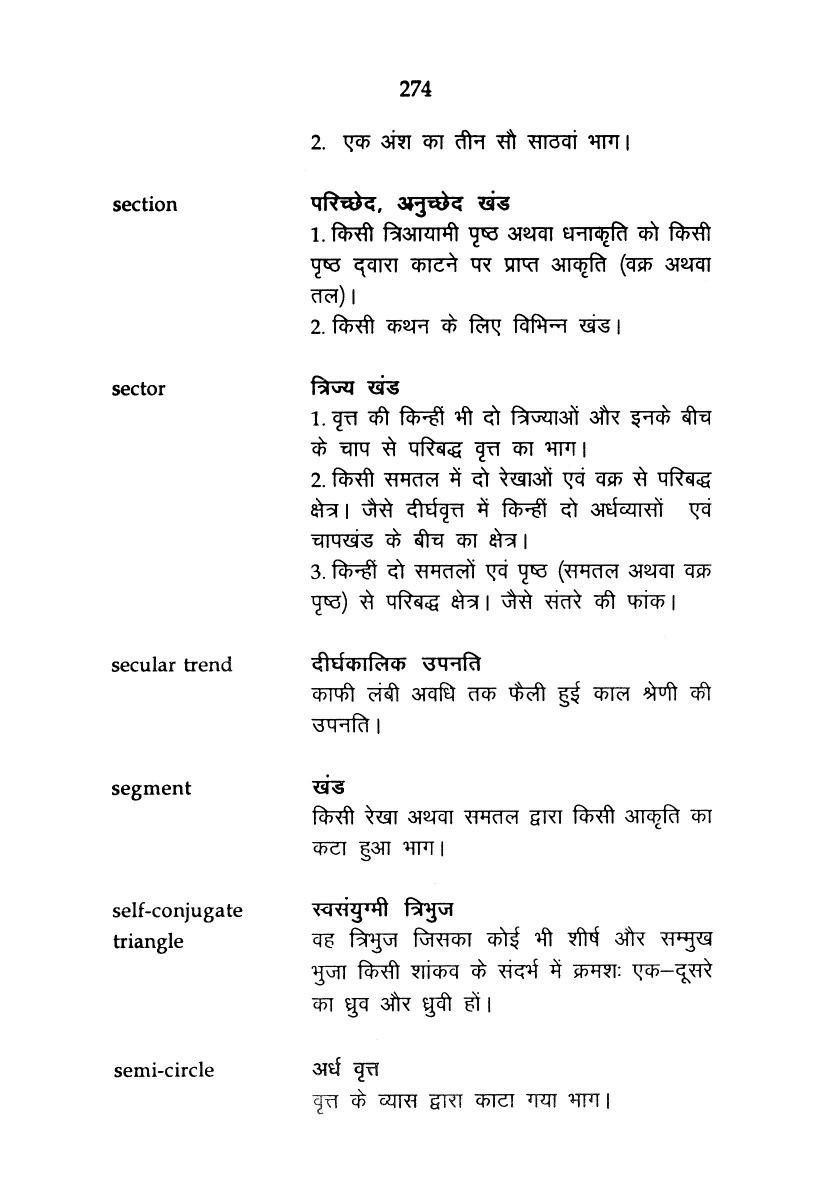 274
2. एक अंश का तीन सौ साठवां भाग।
section परिच्छेद, अनुच्छेद खंड
1. किसी त्रिआयामी पृष्ठ अथवा धनाकृति को किसी
पृष्ठ द्वारा काटने पर प्राप्त आकृति (वक्र अथवा
तल)।
2. किसी कथन के लिए विभिन्न खंड।
sector त्रिज्य खंड
1. वृत्त की किन्हीं भी दो त्रिज्याओं और इनके बीच
के चाप से परिबद्ध वृत्त का भाग।
2. किसी समतल में दो रेखाओं एवं वक्र से परिबद्ध
क्षेत्र। जैसे दीर्घवृत्त में किन्हीं दो अर्धव्यासों एवं
चापखंड के बीच का क्षेत्र।
3. किन्हीं दो समतलों एवं पृष्ठ (समतल अथवा वक्र
पृष्ठ) से परिबद्ध क्षेत्र। जैसे संतरे की फांक।
secular trend दीर्घकालिक उपनति
काफी लंबी अवधि तक फैली हुई काल श्रेणी की
उपनति।
segment खंड
किसी रेखा अथवा समतल द्वारा किसी आकृति का
कटा हुआ भाग।
self-conjugate स्वसंयुग्मी त्रिभुज
triangle वह त्रिभुज जिसका कोई भी शीर्ष और सम्मुख
भुजा किसी शांकव के संदर्भ में क्रमशः एक–दूसरे
का ध्रुव और ध्रुवी हों।
semi-circle अर्ध वृत्त
वृत्त के व्यास द्वारा काटा गया भाग।